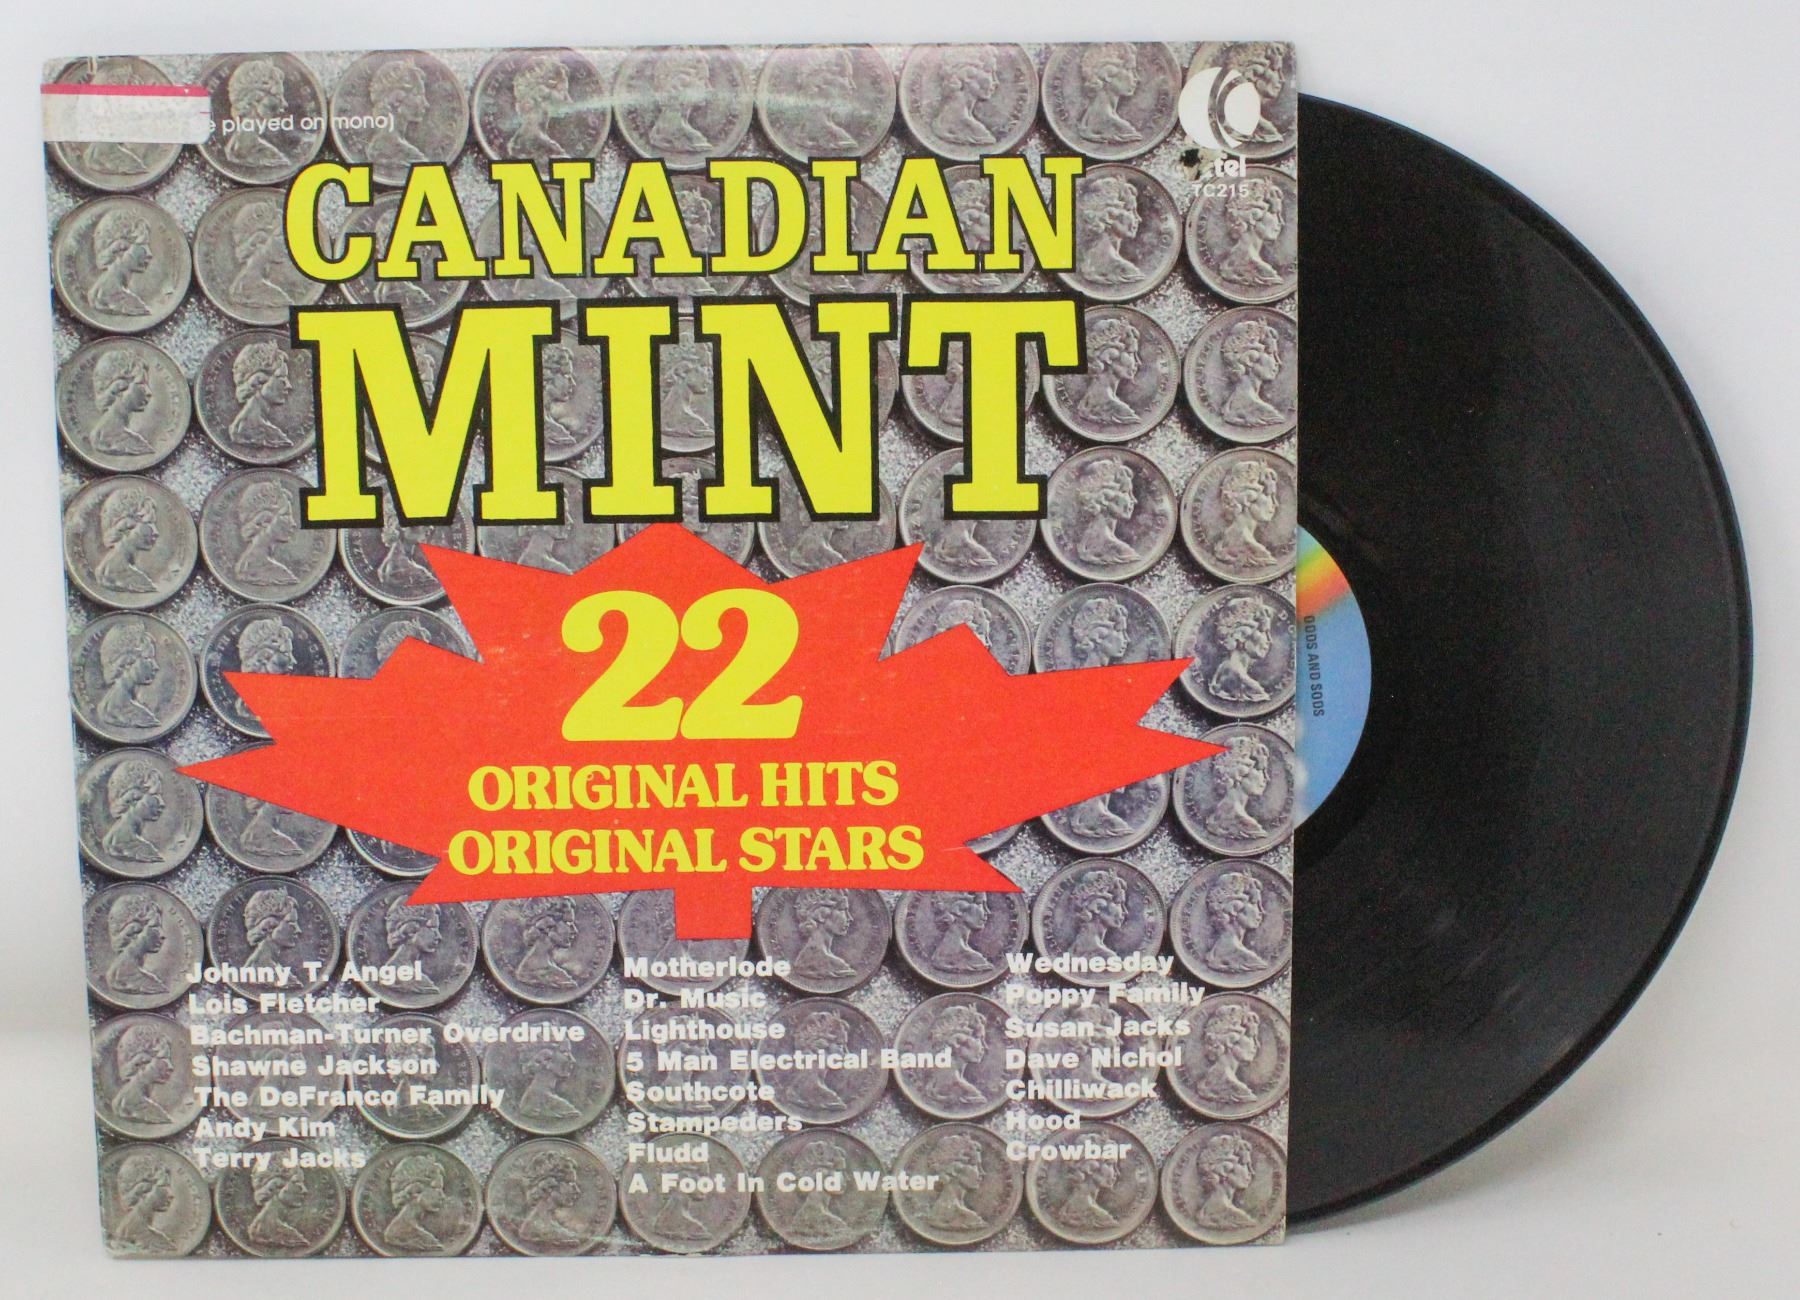 e played on mono)
tel
TC215
CANADIAN
MINT
22
ORIGINAL HITS
ORIGINAL STARS
Johnny T. Angel
Lois Fletcher
Bachman-Turner Overdrive
Shawne Jackson
The DeFranco Family
Andy Kim
Terry Jacks
Motherlode
Dr. Music
Lighthouse
5 Man Electrical Band
Southcote
Stampeders
Fludd
A Foot In Cold Water
Wednesday
Poppy Family
Susan Jacks
Dave Nichol
Chilliwack
Hood
Crowbar
ODDS AND SODS